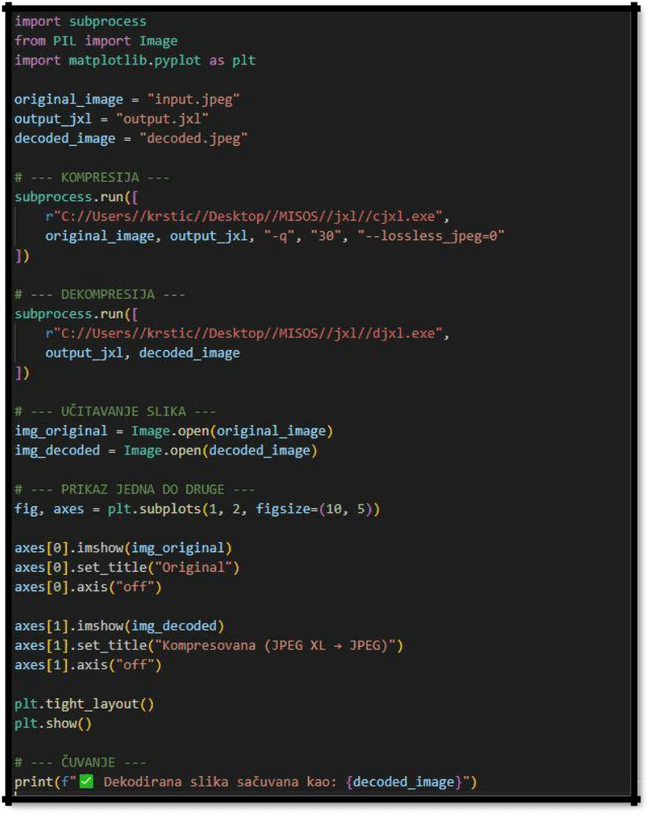 import subprocess
from PIL import Image
import matplotlib.pyplot as plt

original_image = "input.jpeg"
output_jxl = "output.jxl"
decoded_image = "decoded.jpeg"

# --- KOMPRESIJA ---
subprocess.run([
    r"C://Users//krstic//Desktop//MISOS//jxl//cjxl.exe",
    original_image, output_jxl, "-q", "30", "--lossless_jpeg=0"
])

# --- DEKOMPRESIJA ---
subprocess.run([
    r"C://Users//krstic//Desktop//MISOS//jxl//djxl.exe",
    output_jxl, decoded_image
])

# --- UČITAVANJE SLIKA ---
img_original = Image.open(original_image)
img_decoded = Image.open(decoded_image)

# --- PRIKAZ JEDNA DO DRUGE ---
fig, axes = plt.subplots(1, 2, figsize=(10, 5))

axes[0].imshow(img_original)
axes[0].set_title("Original")
axes[0].axis("off")

axes[1].imshow(img_decoded)
axes[1].set_title("Kompresovana (JPEG XL → JPEG)")
axes[1].axis("off")

plt.tight_layout()
plt.show()

# --- ČUVANJE ---
print(f"✅ Dekodirana slika sačuvana kao: {decoded_image}")